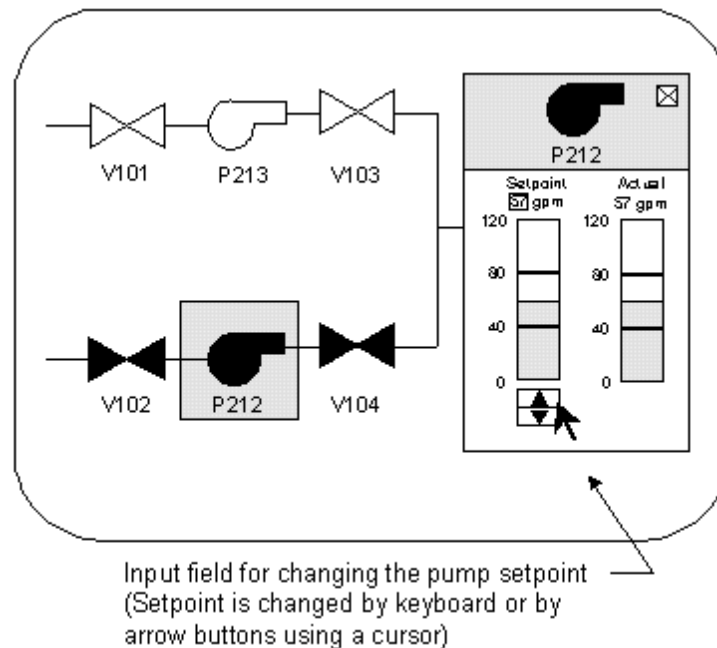 V101
P213
V103
V102
P212
V104
P212
Setpoint
57 gpm
Actual
57 gpm
120
80
40
0
120
80
40
0
Input field for changing the pump setpoint
(Setpoint is changed by keyboard or by
arrow buttons using a cursor)